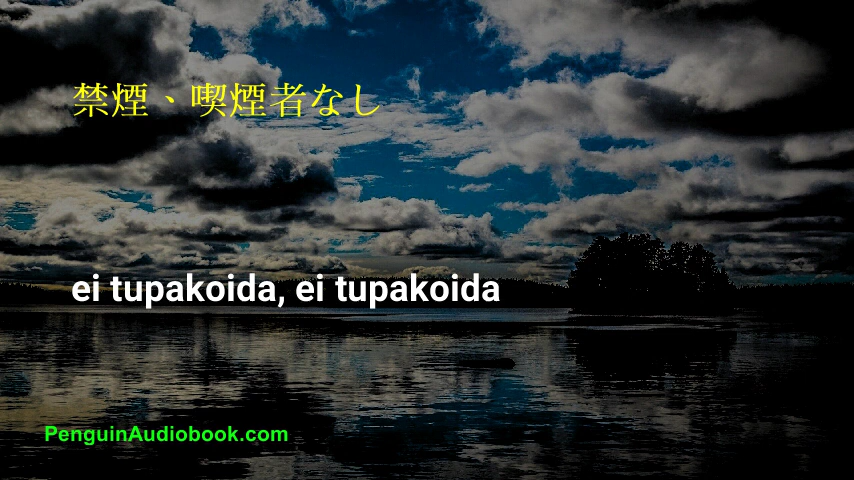 禁煙、喫煙者なし
ei tupakoida, ei tupakoida
PenguinAudiobook.com